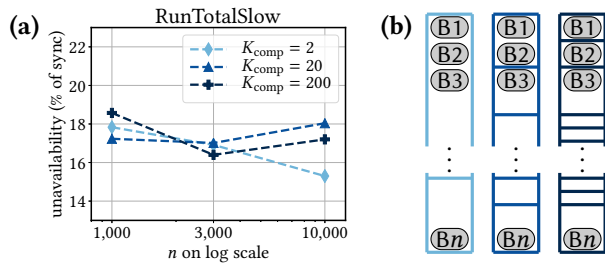 (a)
RunTotalSlow
unavailability (% of sync)
22
20
18
16
14
K_comp = 2
K_comp = 20
K_comp = 200
1,000
3,000
10,000
n on log scale
(b)
B1 B1 B1
B2 B2 B2
B3 B3 B3
⋮ ⋮ ⋮ ⋮ ⋮ ⋮
Bn Bn Bn